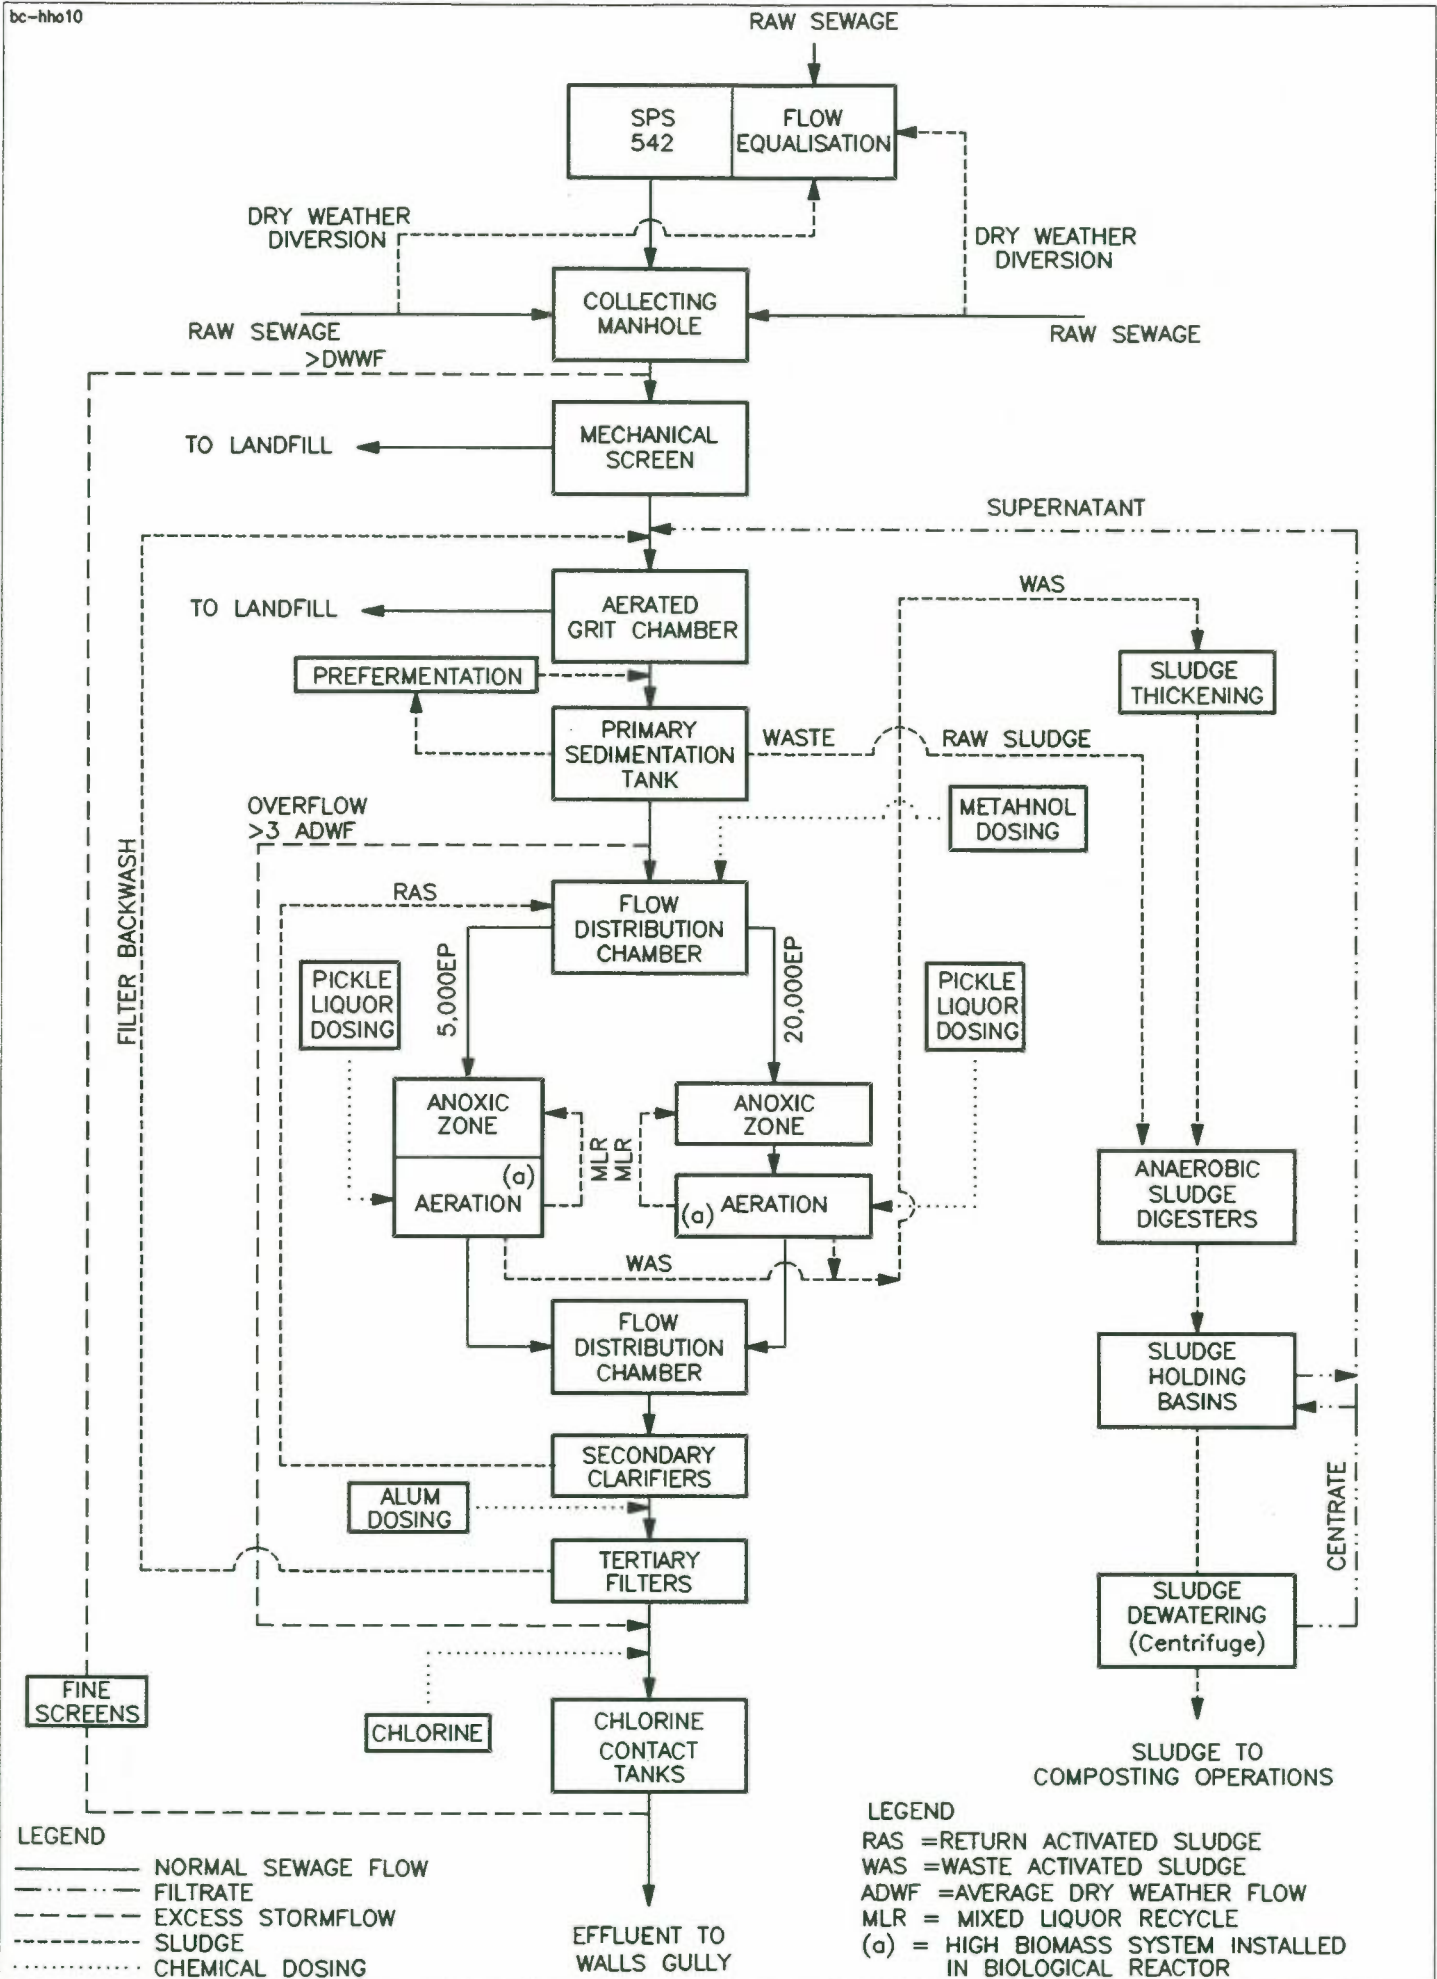 bc-hho10
RAW SEWAGE
SPS
542
FLOW
EQUALISATION
DRY WEATHER
DIVERSION
DRY WEATHER
DIVERSION
COLLECTING
MANHOLE
RAW SEWAGE
RAW SEWAGE
>DWWF
MECHANICAL
SCREEN
TO LANDFILL
SUPERNATANT
AERATED
GRIT CHAMBER
TO LANDFILL
WAS
PREFERMENTATION
SLUDGE
THICKENING
PRIMARY
SEDIMENTATION
TANK
WASTE
RAW SLUDGE
METAHNOL
DOSING
OVERFLOW
>3 ADWF
FILTER BACKWASH
RAS
FLOW
DISTRIBUTION
CHAMBER
5,000EP
20,000EP
PICKLE
LIQUOR
DOSING
PICKLE
LIQUOR
DOSING
ANOXIC
ZONE
(a)
AERATION
MLR
MLR
ANOXIC
ZONE
(a) AERATION
ANAEROBIC
SLUDGE
DIGESTERS
WAS
FLOW
DISTRIBUTION
CHAMBER
SLUDGE
HOLDING
BASINS
SECONDARY
CLARIFIERS
ALUM
DOSING
CENTRATE
TERTIARY
FILTERS
SLUDGE
DEWATERING
(Centrifuge)
FINE
SCREENS
CHLORINE
CHLORINE
CONTACT
TANKS
SLUDGE TO
COMPOSTING OPERATIONS
LEGEND
NORMAL SEWAGE FLOW
FILTRATE
EXCESS STORMFLOW
SLUDGE
CHEMICAL DOSING
EFFLUENT TO
WALLS GULLY
LEGEND
RAS =RETURN ACTIVATED SLUDGE
WAS =WASTE ACTIVATED SLUDGE
ADWF =AVERAGE DRY WEATHER FLOW
MLR = MIXED LIQUOR RECYCLE
(a) = HIGH BIOMASS SYSTEM INSTALLED
IN BIOLOGICAL REACTOR